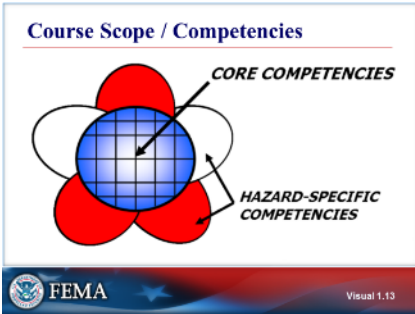 Course Scope / Competencies
CORE COMPETENCIES
HAZARD-SPECIFIC
COMPETENCIES
FEMA
Visual 1.13